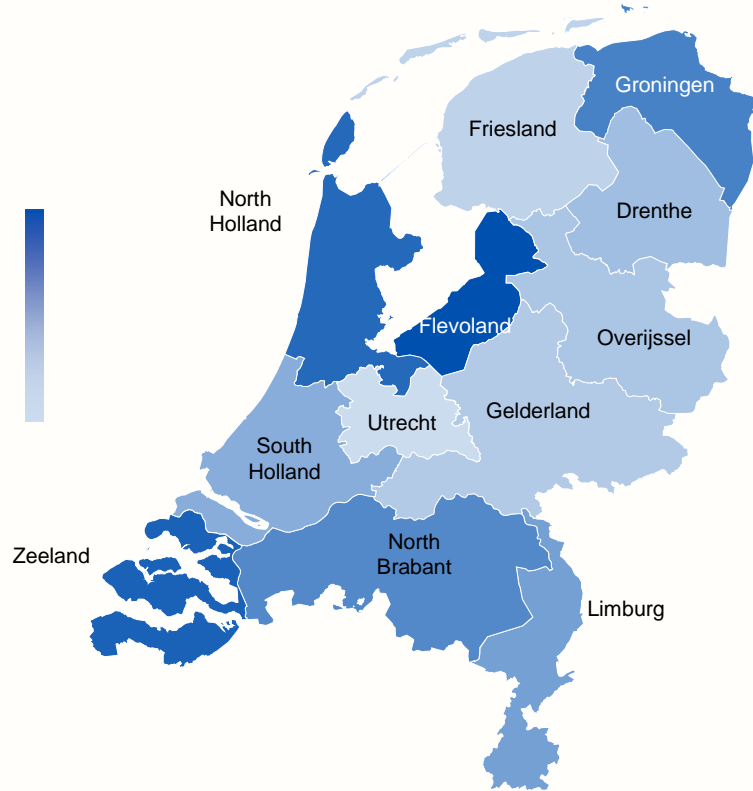 Groningen
Friesland
North
Holland
Drenthe
Flevoland
Overijssel
Gelderland
Utrecht
South
Holland
North
Brabant
Zeeland
Limburg